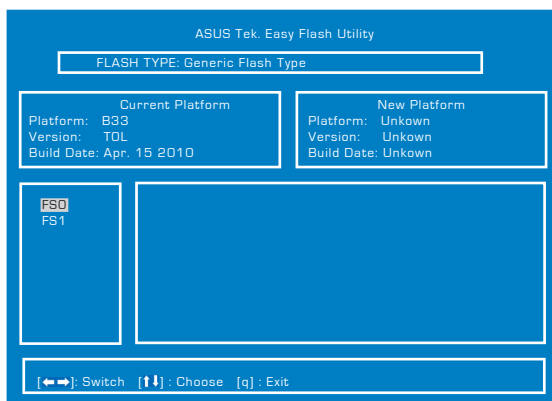 ASUS Tek. Easy Flash Utility
FLASH TYPE: Generic Flash Type
Current Platform
Platform: B33
Version: TOL
Build Date: Apr. 15 2010
New Platform
Platform: Unkown
Version: Unkown
Build Date: Unkown
FS0
FS1
[←→]: Switch [↑↓] : Choose [q] : Exit